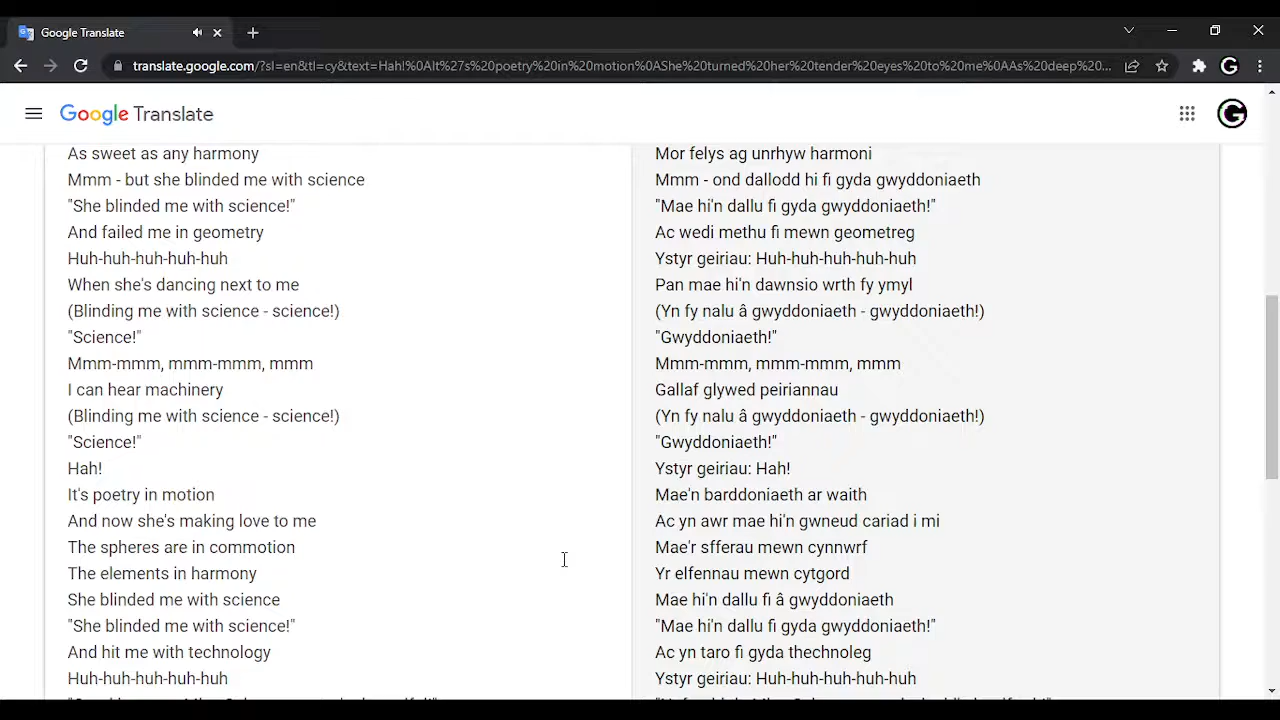 Google Translate
translate.google.com/?sl=en&tl=cy&text=Hah!%0AIt%27s%20poetry%20in%20motion%0AShe%20turned%20her%20tender%20eyes%20to%20me%0AAs%20deep%20...
G
Google Translate
G
As sweet as any harmony
Mmm - but she blinded me with science
"She blinded me with science!"
And failed me in geometry
Huh-huh-huh-huh-huh
When she's dancing next to me
(Blinding me with science - science!)
"Science!"
Mmm-mmm, mmm-mmm, mmm
I can hear machinery
(Blinding me with science - science!)
"Science!"
Hah!
It's poetry in motion
And now she's making love to me
The spheres are in commotion
The elements in harmony
She blinded me with science
"She blinded me with science!"
And hit me with technology
Huh-huh-huh-huh-huh
Mor felys ag unrhyw harmoni
Mmm - ond dallodd hi fi gyda gwyddoniaeth
"Mae hi'n dallu fi gyda gwyddoniaeth!"
Ac wedi methu fi mewn geometreg
Ystyr geiriau: Huh-huh-huh-huh-huh
Pan mae hi'n dawnsio wrth fy ymyl
(Yn fy nalu â gwyddoniaeth - gwyddoniaeth!)
"Gwyddoniaeth!"
Mmm-mmm, mmm-mmm, mmm
Gallaf glywed peiriannau
(Yn fy nalu â gwyddoniaeth - gwyddoniaeth!)
"Gwyddoniaeth!"
Ystyr geiriau: Hah!
Mae'n barddoniaeth ar waith
Ac yn awr mae hi'n gwneud cariad i mi
Mae'r sfferau mewn cynnwrf
Yr elfennau mewn cytgord
Mae hi'n dallu fi â gwyddoniaeth
"Mae hi'n dallu fi gyda gwyddoniaeth!"
Ac yn taro fi gyda thechnoleg
Ystyr geiriau: Huh-huh-huh-huh-huh